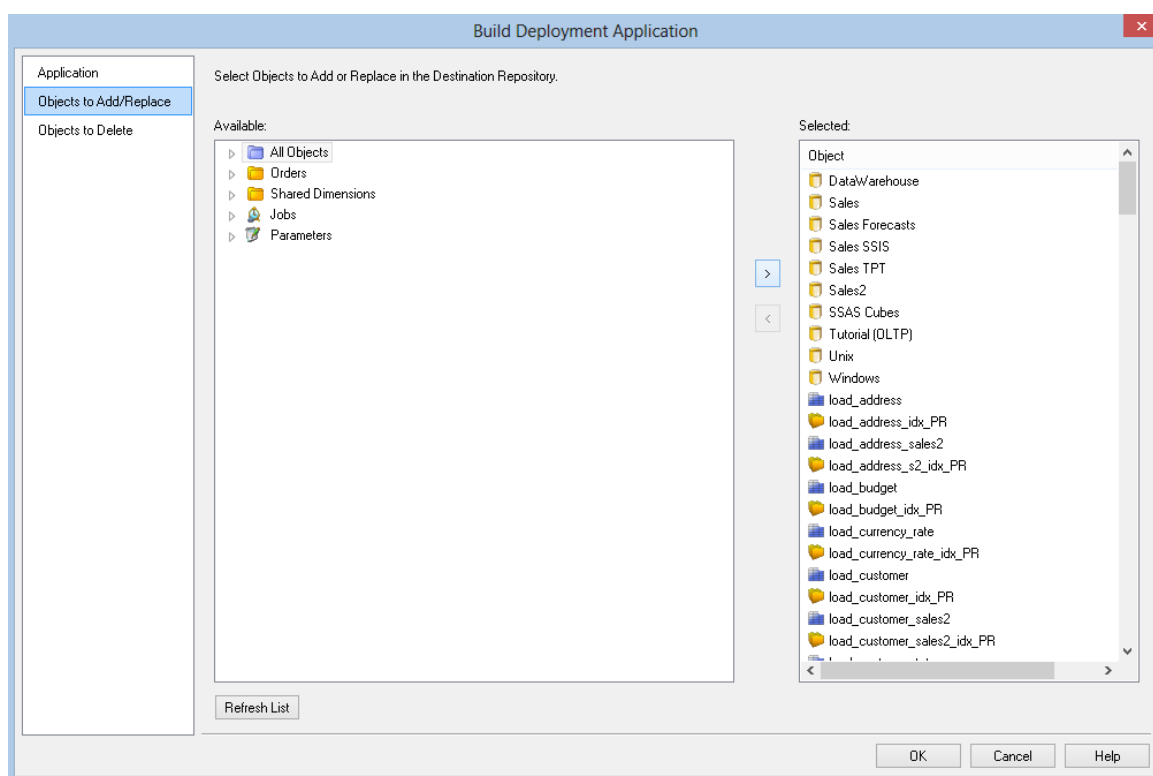 Build Deployment Application
Application
Objects to Add/Replace
Objects to Delete
Select Objects to Add or Replace in the Destination Repository.
Available:
All Objects
Orders
Shared Dimensions
Jobs
Parameters
Refresh List
Selected:
Object
DataWarehouse
Sales
Sales Forecasts
Sales SSIS
Sales TPT
Sales2
SSAS Cubes
Tutorial (OLTP)
Unix
Windows
load_address
load_address_idx_PR
load_address_sales2
load_address_s2_idx_PR
load_budget
load_budget_idx_PR
load_currency_rate
load_currency_rate_idx_PR
load_customer
load_customer_idx_PR
load_customer_sales2
load_customer_sales2_idx_PR
OK
Cancel
Help